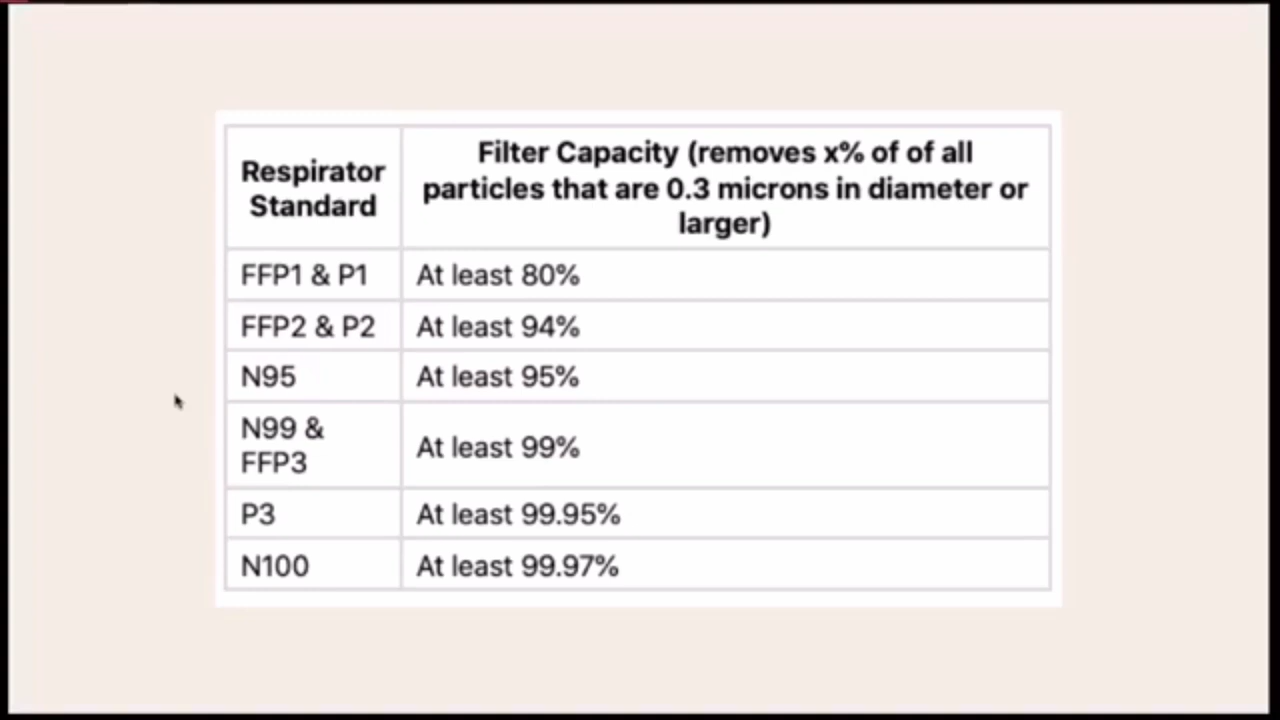 Respirator
Standard
Filter Capacity (removes x% of of all
particles that are 0.3 microns in diameter or
larger)
FFP1 & P1
At least 80%
FFP2 & P2
At least 94%
N95
At least 95%
N99 &
FFP3
At least 99%
P3
At least 99.95%
N100
At least 99.97%